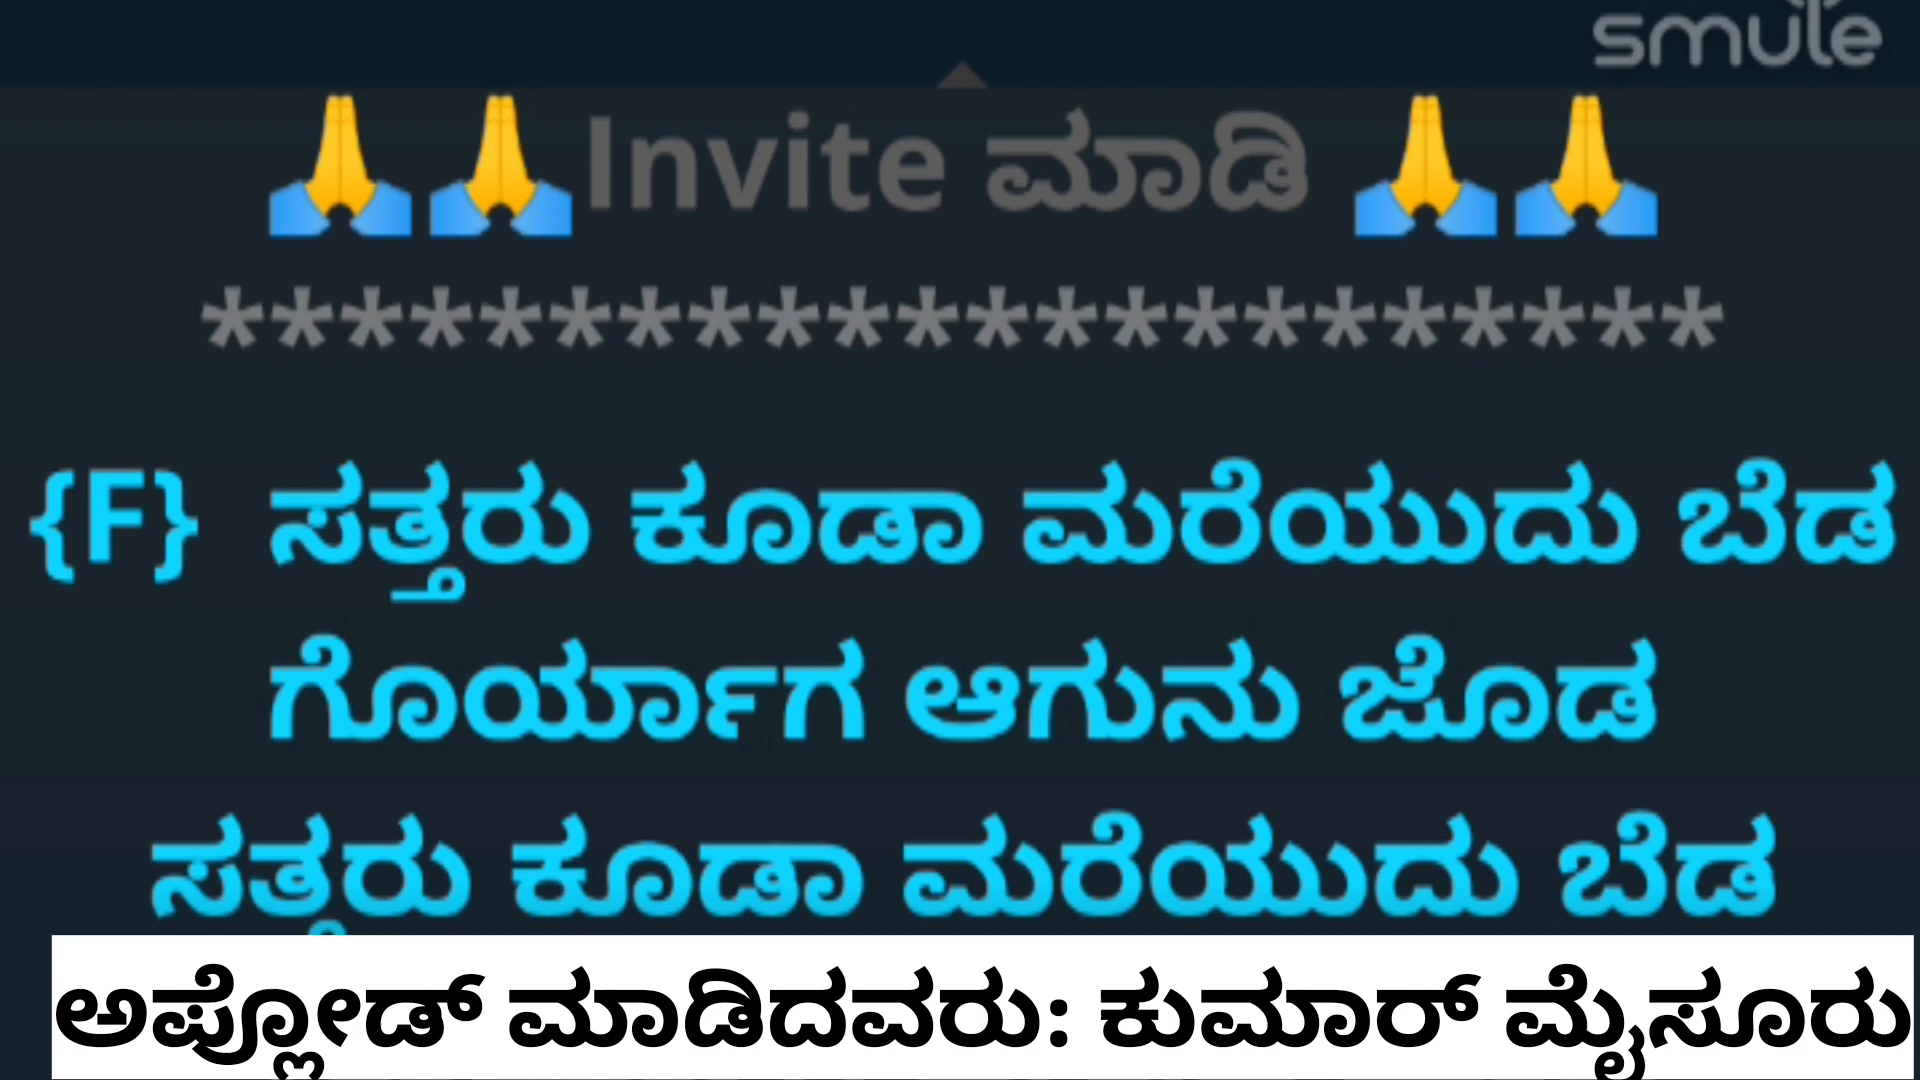 smule
🙏🙏Invite ಮಾಡಿ 🙏🙏
**********************
{F} ಸತ್ತರು ಕೂಡಾ ಮರೆಯುದು ಬೆಡ
ಗೊರ್ಯಾಗ ಆಗುನು ಜೊಡ
ಸತ್ತರು ಕೂಡಾ ಮರೆಯುದು ಬೆಡ
ಅಪ್ಲೋಡ್ ಮಾಡಿದವರು: ಕುಮಾರ್ ಮೈಸೂರು